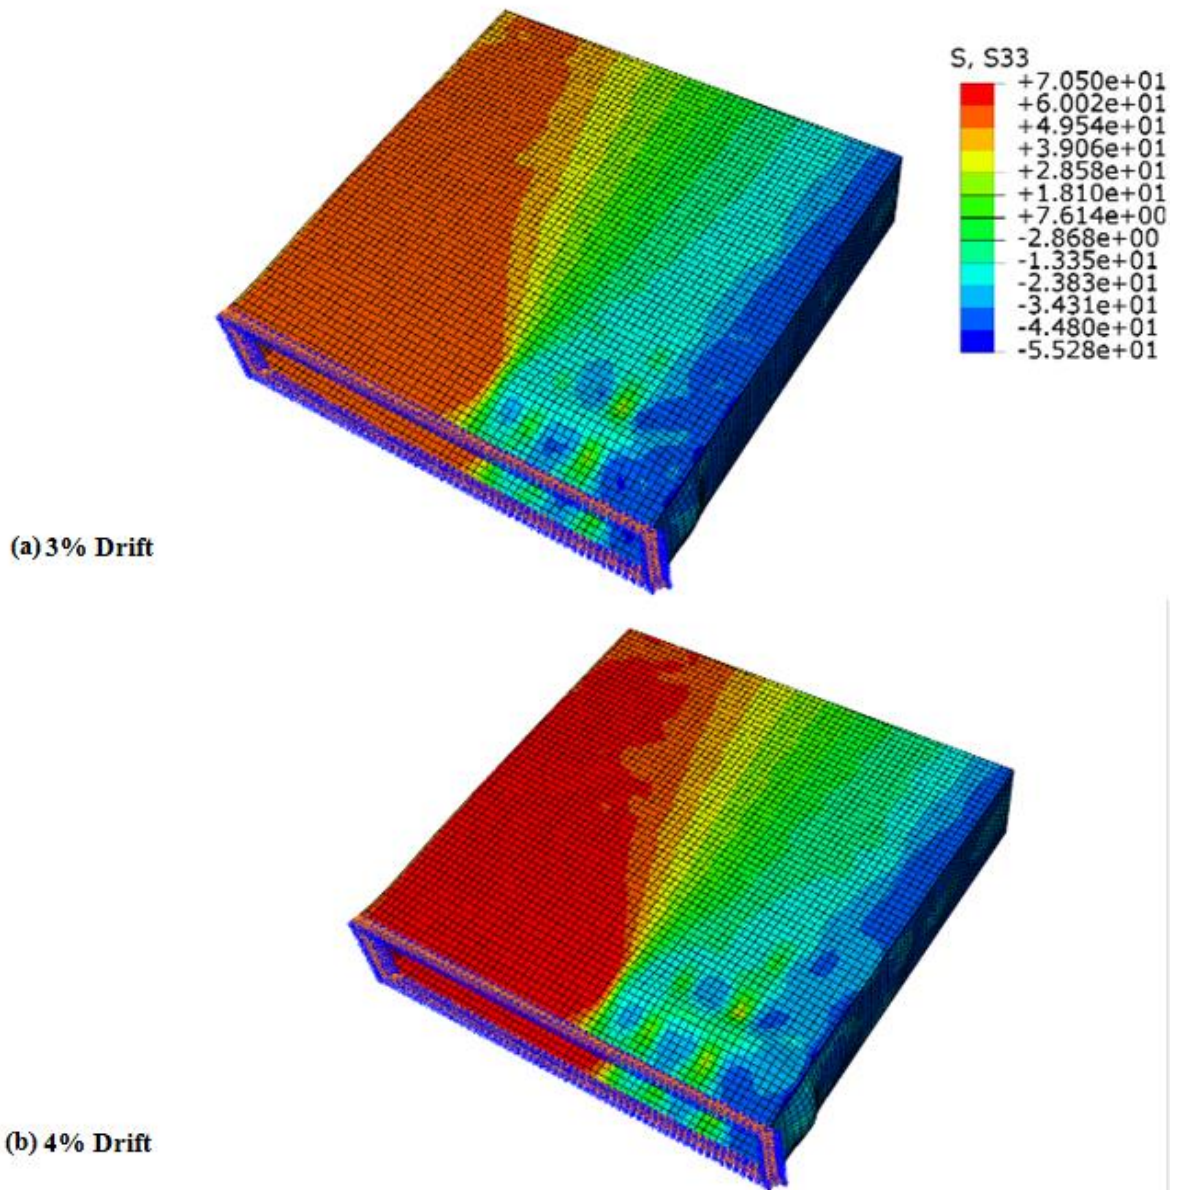 S, S33
+7.050e+01
+6.002e+01
+4.954e+01
+3.906e+01
+2.858e+01
+1.810e+01
+7.614e+00
-2.868e+00
-1.335e+01
-2.383e+01
-3.431e+01
-4.480e+01
-5.528e+01
(a) 3% Drift
(b) 4% Drift